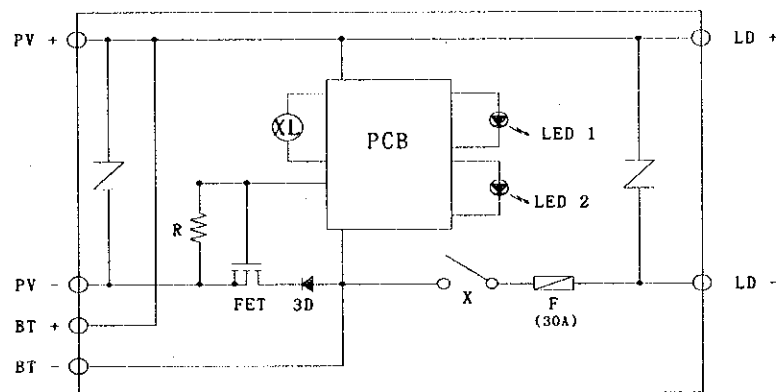 PV +
LD +
XL
PCB
LED 1
LED 2
R
PV -
FET
3D
X
F
(30A)
LD -
BT +
BT -